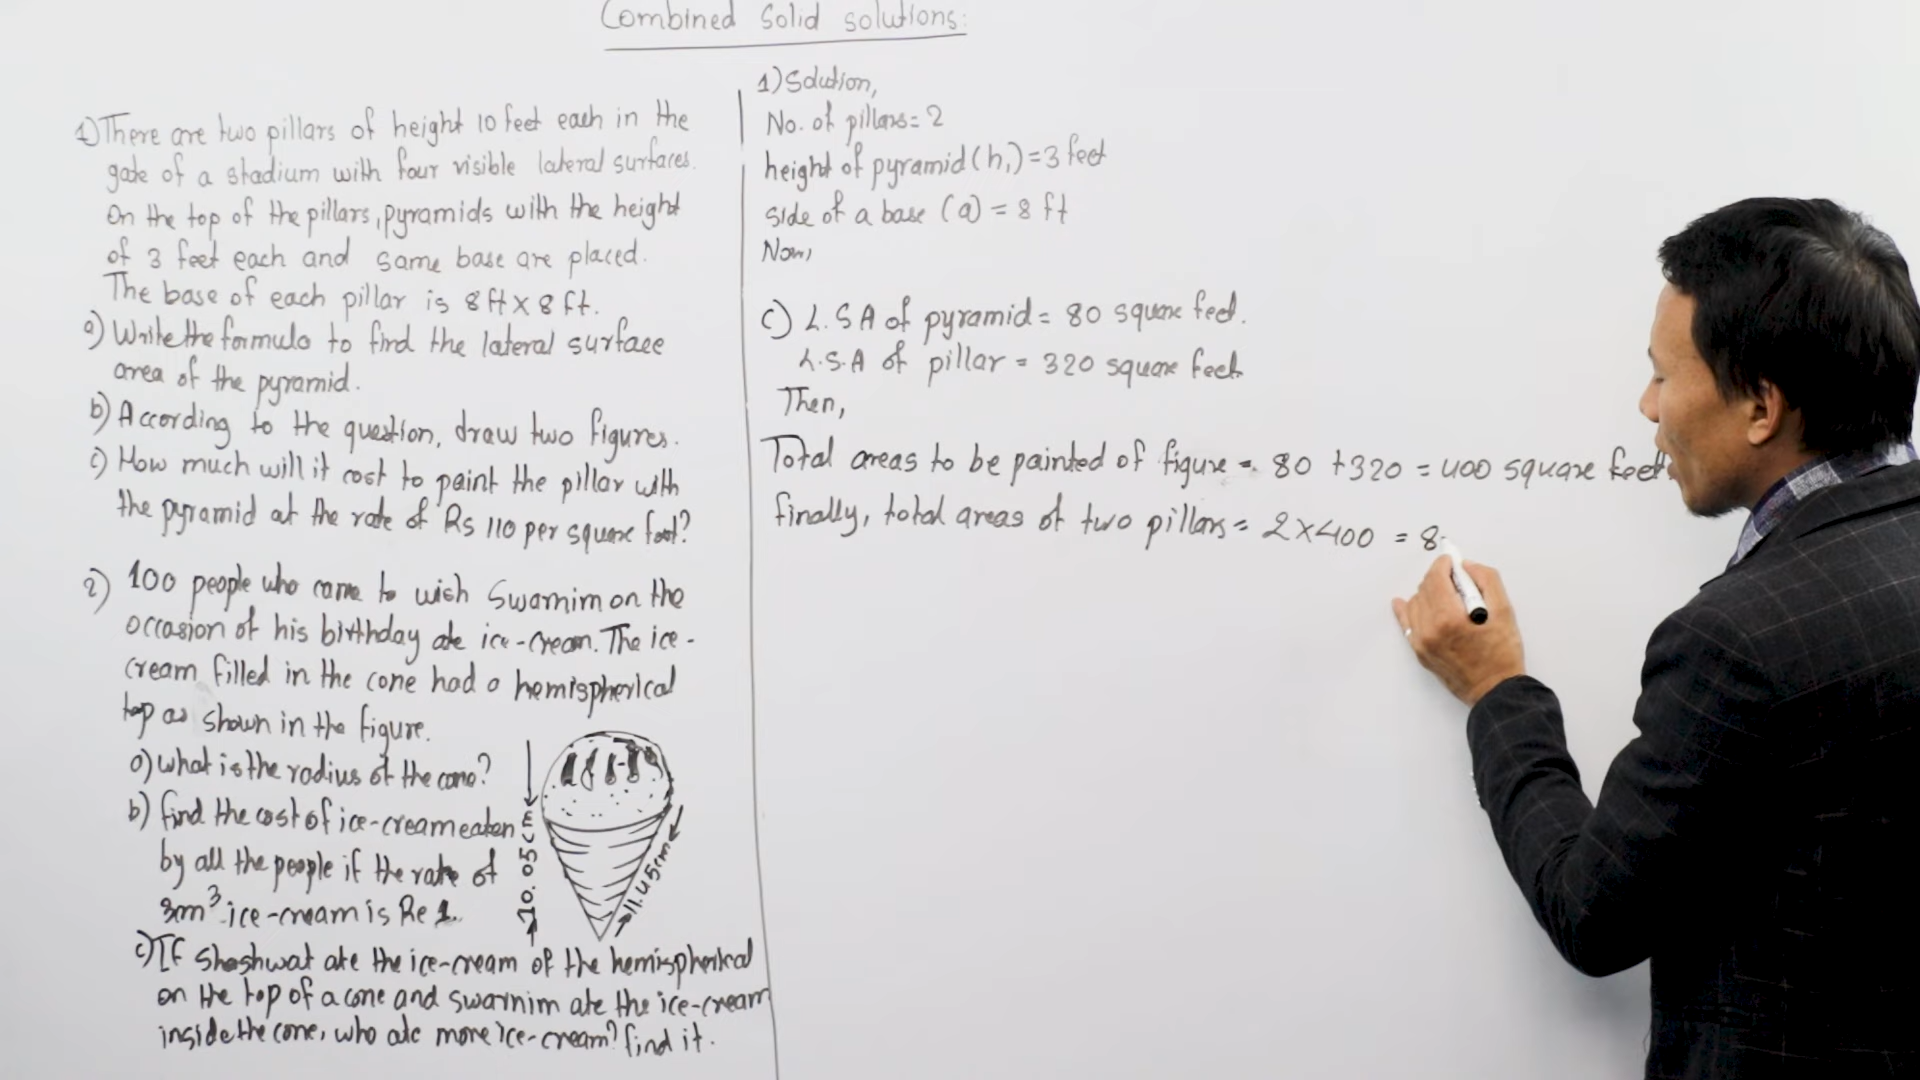 Combined Solid solutions:
1) There are two pillars of height 10 feet each in the
gate of a stadium with four visible lateral surfaces.
On the top of the pillars, pyramids with the height
of 3 feet each and same base are placed.
The base of each pillar is 8 ft X 8 ft.
a) Write the formula to find the lateral surface
area of the pyramid.
b) According to the question, draw two figures.
c) How much will it cost to paint the pillar with
the pyramid at the rate of Rs 110 per square foot?
2) 100 people who came to wish Swarnim on the
occasion of his birthday ate ice-cream. The ice-
cream filled in the cone had a hemispherical
top as shown in the figure.
a) what is the radius of the cone?
b) find the cost of ice-cream eaten
by all the people if the rate of
3cm³ ice-cream is Re 1.
c) If Shashwat ate the ice-cream of the hemispherical
on the top of a cone and swarnim ate the ice-cream
inside the cone, who ate more ice-cream? find it.
10.05cm
11.45cm
1) Solution,
No. of pillars = 2
height of pyramid (h₁) = 3 feet
side of a base (a) = 8 ft
Now,
c) L.S A of pyramid = 80 square feet.
L.S.A of pillar = 320 square feet.
Then,
Total areas to be painted of figure = 80 + 320 = 400 square feet
finally, total areas of two pillars = 2 X 400 = 8